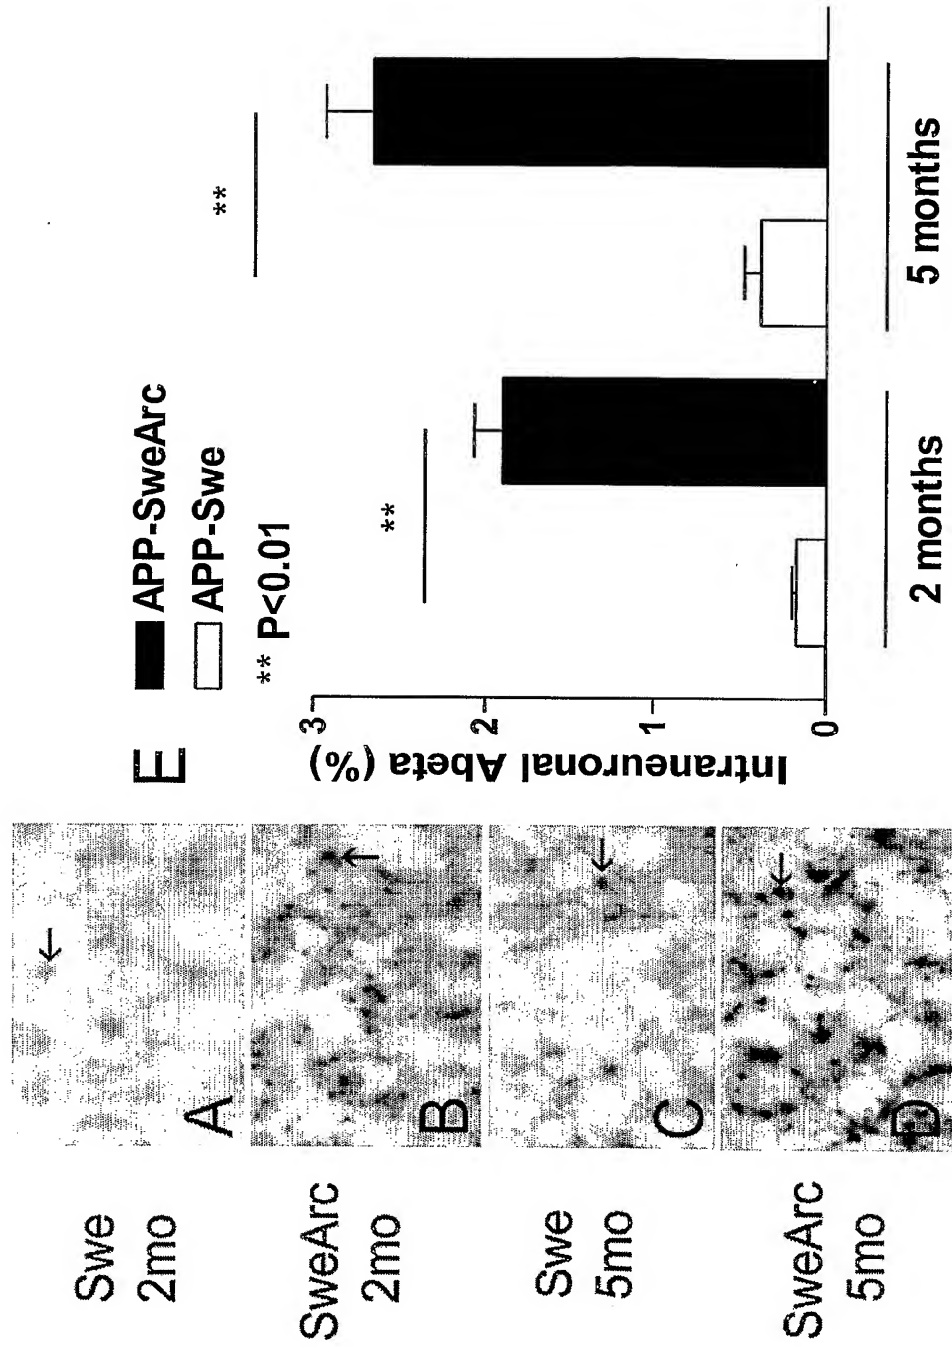 Swe
2mo
A
SweArc
2mo
B
Swe
5mo
C
SweArc
5mo
D
E
APP-SweArc
APP-Swe
** P<0.01
Intraneuronal Abeta (%)
3
2
1
0
**
**
2 months
5 months